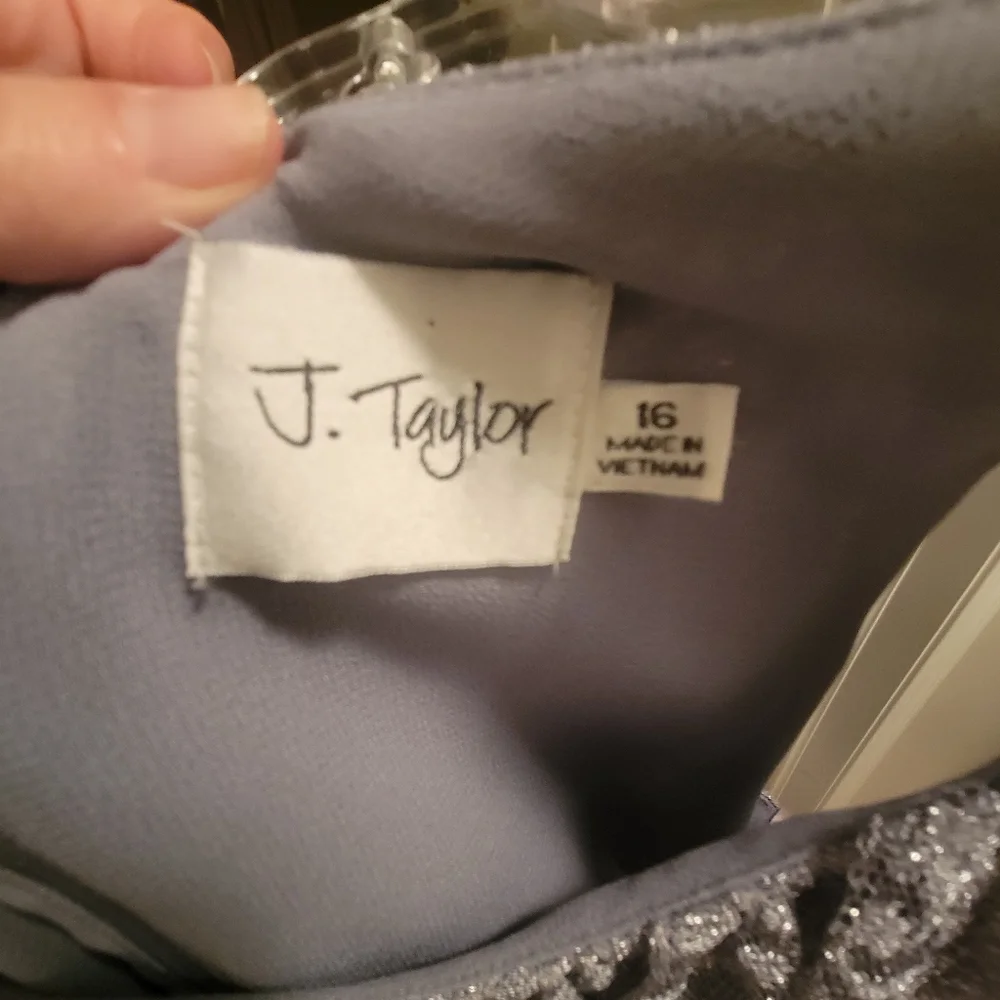 J. Taylor
16
MADE IN
VIETNAM